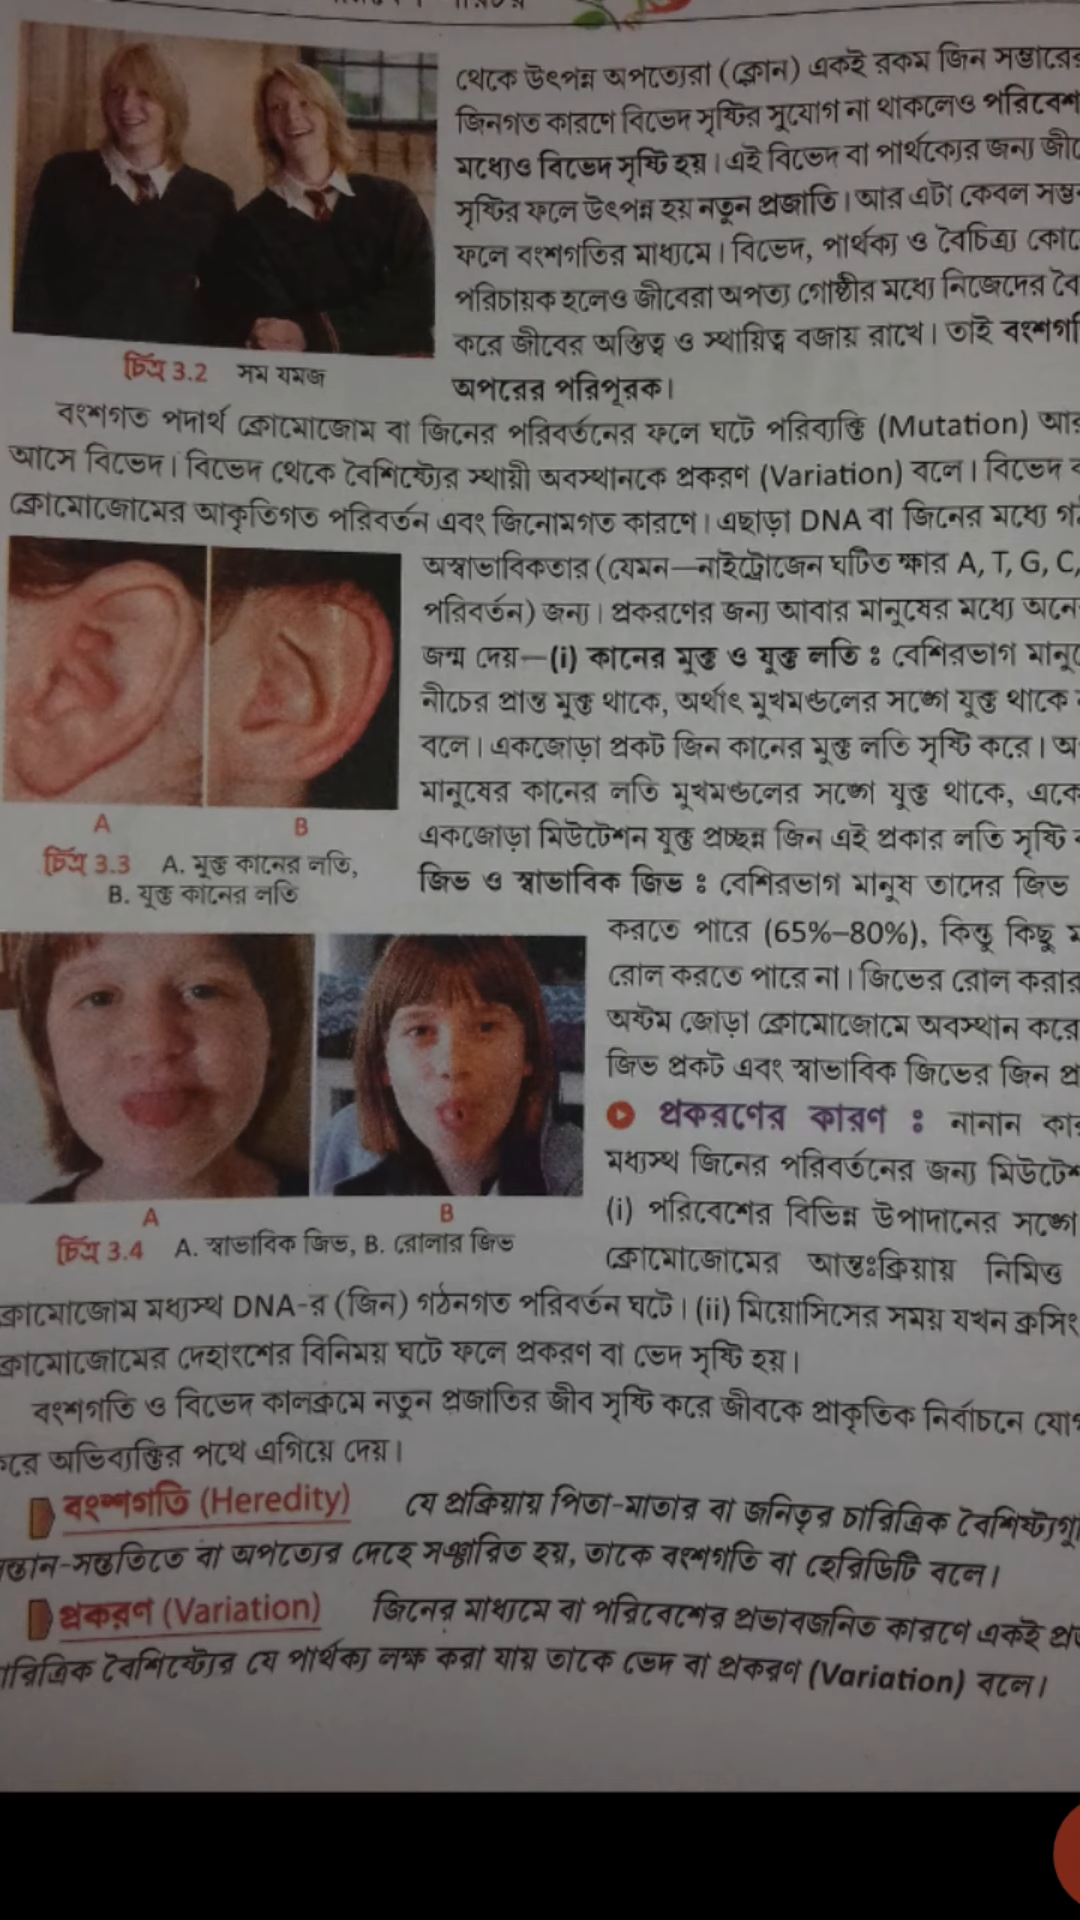 থেকে উৎপন্ন অপত্যেরা (ক্লোন) একই রকম জিন সম্ভারের
জিনগত কারণে বিভেদ সৃষ্টির সুযোগ না থাকলেও পরিবেশ
মধ্যেও বিভেদ সৃষ্টি হয়। এই বিভেদ বা পার্থক্যের জন্য
সৃষ্টির ফলে উৎপন্ন হয় নতুন প্রজাতি। আর এটা কেবল
ফলে বংশগতির মাধ্যমে। বিভেদ, পার্থক্য ও বৈচিত্র্য
পরিচায়ক হলেও জীবেরা অপত্য গোষ্ঠীর মধ্যে নিজেদের
করে জীবের অস্তিত্ব ও স্থায়িত্ব বজায় রাখে। তাই
চিত্র 3.2 সম যমজ
অপরের পরিপূরক।
বংশগত পদার্থ ক্রোমোজোম বা জিনের পরিবর্তনের ফলে ঘটে পরিব্যক্তি (Mutation) আর
আসে বিভেদ। বিভেদ থেকে বৈশিষ্ট্যের স্থায়ী অবস্থানকে প্রকরণ (Variation) বলে। বিভেদ
ক্রোমোজোমের আকৃতিগত পরিবর্তন এবং জিনোমগত কারণে। এছাড়া DNA বা জিনের মধ্যে
অস্বাভাবিকতার (যেমন—নাইট্রোজেন ঘটিত ক্ষার A, T, G, C,
পরিবর্তন) জন্য। প্রকরণের জন্য আবার মানুষের মধ্যে
জন্ম দেয়—(i) কানের মুক্ত ও যুক্ত লতি ঃ বেশিরভাগ
নীচের প্রান্ত মুক্ত থাকে, অর্থাৎ মুখমণ্ডলের সঙ্গে যুক্ত থাকে
বলে। একজোড়া প্রকট জিন কানের মুক্ত লতি সৃষ্টি করে।
মানুষের কানের লতি মুখমণ্ডলের সঙ্গে যুক্ত থাকে, একে
একজোড়া মিউটেশন যুক্ত প্রচ্ছন্ন জিন এই প্রকার লতি সৃষ্টি
A B
চিত্র 3.3 A. মুক্ত কানের লতি,
B. যুক্ত কানের লতি
জিভ ও স্বাভাবিক জিভ ঃ বেশিরভাগ মানুষ তাদের জিভ
করতে পারে (65%–80%), কিন্তু কিছু
রোল করতে পারে না। জিভের রোল করার
অষ্টম জোড়া ক্রোমোজোমে অবস্থান করে
জিভ প্রকট এবং স্বাভাবিক জিভের জিন
প্রকরণের কারণ ঃ নানান
মধ্যস্থ জিনের পরিবর্তনের জন্য
(i) পরিবেশের বিভিন্ন উপাদানের সঙ্গে
ক্রোমোজোমের আন্তঃক্রিয়ায় নিমিত্ত
A B
চিত্র 3.4 A. স্বাভাবিক জিভ, B. রোলার জিভ
ক্রোমোজোম মধ্যস্থ DNA-র (জিন) গঠনগত পরিবর্তন ঘটে। (ii) মিয়োসিসের সময় যখন
ক্রোমোজোমের দেহাংশের বিনিময় ঘটে ফলে প্রকরণ বা ভেদ সৃষ্টি হয়।
বংশগতি ও বিভেদ কালক্রমে নতুন প্রজাতির জীব সৃষ্টি করে জীবকে প্রাকৃতিক নির্বাচনে
করে অভিব্যক্তির পথে এগিয়ে দেয়।
বংশগতি (Heredity) যে প্রক্রিয়ায় পিতা-মাতার বা জনিতৃর চারিত্রিক
সন্তান-সন্ততিতে বা অপত্যের দেহে সঞ্চারিত হয়, তাকে বংশগতি বা হেরিডিটি বলে।
প্রকরণ (Variation) জিনের মাধ্যমে বা পরিবেশের প্রভাবজনিত কারণে একই
চারিত্রিক বৈশিষ্ট্যের যে পার্থক্য লক্ষ করা যায় তাকে ভেদ বা প্রকরণ (Variation) বলে।